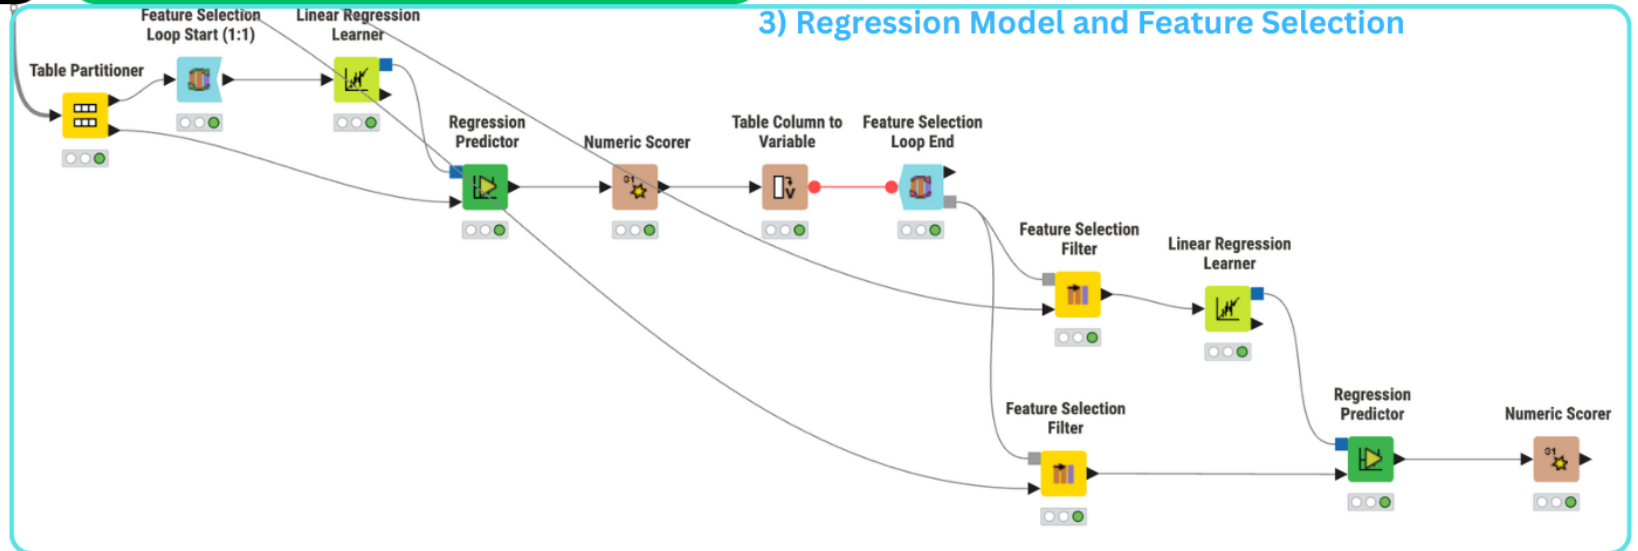 3) Regression Model and Feature Selection
Feature Selection
Loop Start (1:1)
Linear Regression
Learner
Table Partitioner
Regression
Predictor
Numeric Scorer
Table Column to
Variable
Feature Selection
Loop End
Feature Selection
Filter
Linear Regression
Learner
Feature Selection
Filter
Regression
Predictor
Numeric Scorer